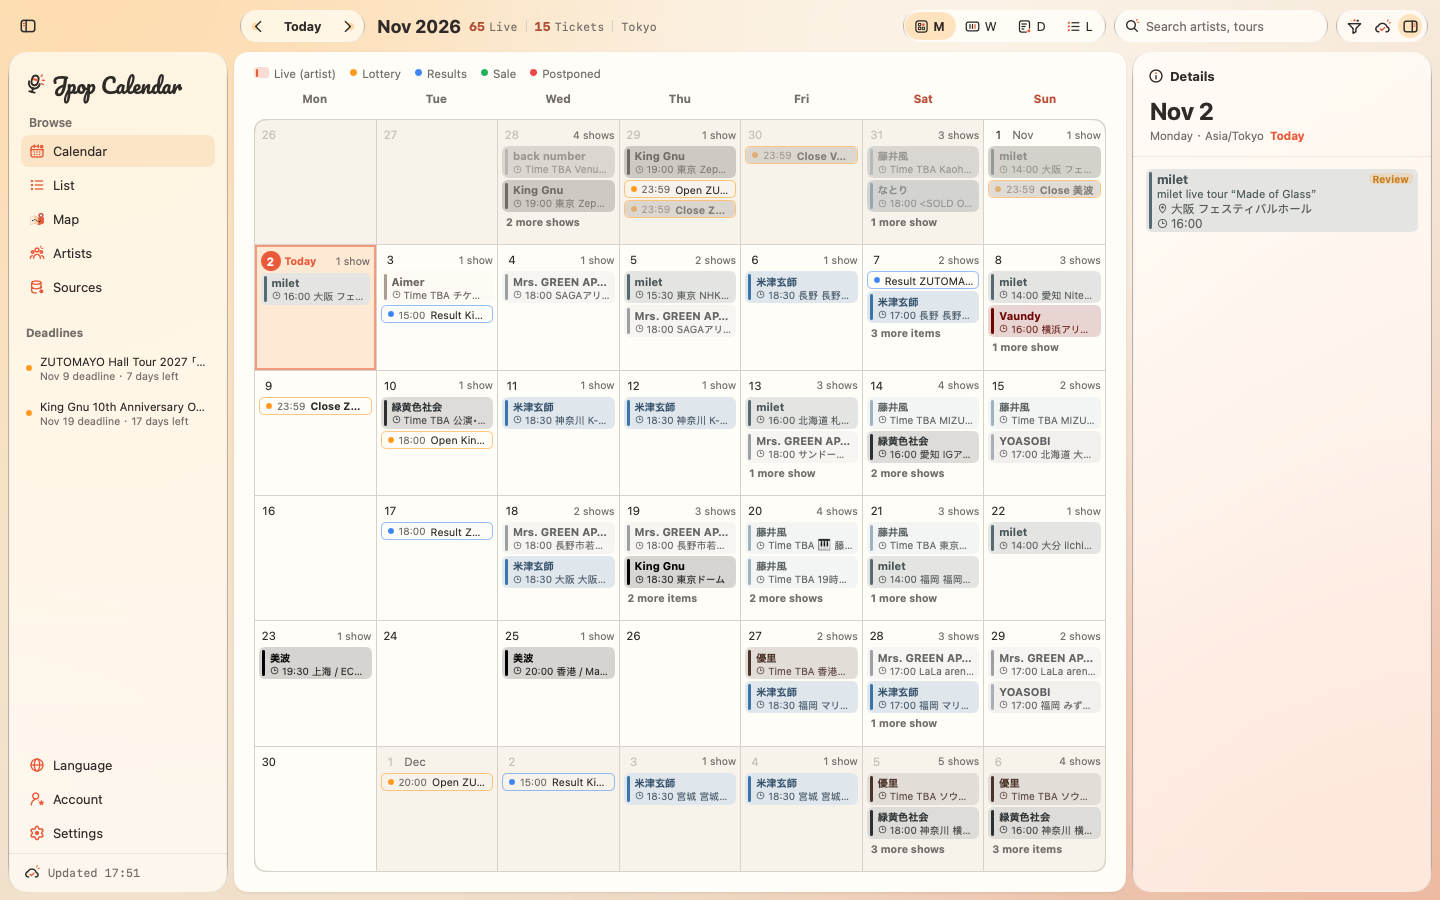 Today
Nov 2026
65 Live
15 Tickets
Tokyo
M
W
D
L
Search artists, tours
Jpop Calendar
Browse
Calendar
List
Map
Artists
Sources
Deadlines
ZUTOMAYO Hall Tour 2027 「...
Nov 9 deadline · 7 days left
King Gnu 10th Anniversary O...
Nov 19 deadline · 17 days left
Language
Account
Settings
Updated 17:51
Live (artist)
Lottery
Results
Sale
Postponed
Mon
Tue
Wed
Thu
Fri
Sat
Sun
26
27
28
4 shows
back number
Time TBA Venu...
King Gnu
19:00 東京 Zep...
2 more shows
29
1 show
King Gnu
19:00 東京 Zep...
23:59 Open ZU...
23:59 Close Z...
30
23:59 Close V...
31
3 shows
藤井風
Time TBA Kaoh...
なとり
18:00 <SOLD O...
1 more show
1 Nov
1 show
milet
14:00 大阪 フェ...
23:59 Close 美波
2 Today
1 show
milet
16:00 大阪 フェ...
3
1 show
Aimer
Time TBA チケ...
15:00 Result Ki...
4
1 show
Mrs. GREEN AP...
18:00 SAGAアリ...
5
2 shows
milet
15:30 東京 NHK...
Mrs. GREEN AP...
18:00 SAGAアリ...
6
1 show
米津玄師
18:30 長野 長野...
7
2 shows
Result ZUTOMA...
米津玄師
17:00 長野 長野...
3 more items
8
3 shows
milet
14:00 愛知 Nite...
Vaundy
16:00 横浜アリ...
1 more show
9
23:59 Close Z...
10
1 show
緑黄色社会
Time TBA 公演・...
18:00 Open Kin...
11
1 show
米津玄師
18:30 神奈川 K-...
12
1 show
米津玄師
18:30 神奈川 K-...
13
3 shows
milet
16:00 北海道 札...
Mrs. GREEN AP...
18:00 サンドー...
1 more show
14
4 shows
藤井風
Time TBA MIZU...
緑黄色社会
16:00 愛知 IGア...
2 more shows
15
2 shows
藤井風
Time TBA MIZU...
YOASOBI
17:00 北海道 大...
16
17
18:00 Result Z...
18
2 shows
Mrs. GREEN AP...
18:00 長野市若...
米津玄師
18:30 大阪 大阪...
19
3 shows
Mrs. GREEN AP...
18:00 長野市若...
King Gnu
18:30 東京ドーム
2 more items
20
4 shows
藤井風
Time TBA 🎹 藤...
藤井風
Time TBA 19時...
2 more shows
21
3 shows
藤井風
Time TBA 東京...
milet
14:00 福岡 福岡...
1 more show
22
1 show
milet
14:00 大分 iichi...
23
1 show
美波
19:30 上海 / EC...
24
25
1 show
美波
20:00 香港 / Ma...
26
27
2 shows
優里
Time TBA 香港...
米津玄師
18:30 福岡 マリ...
28
3 shows
Mrs. GREEN AP...
17:00 LaLa aren...
米津玄師
17:00 福岡 マリ...
1 more show
29
2 shows
Mrs. GREEN AP...
17:00 LaLa aren...
YOASOBI
17:00 福岡 みず...
30
1 Dec
20:00 Open ZU...
2
15:00 Result Ki...
3
1 show
米津玄師
18:30 宮城 宮城...
4
1 show
米津玄師
18:30 宮城 宮城...
5
5 shows
優里
Time TBA ソウ...
緑黄色社会
18:00 神奈川 横...
3 more shows
6
4 shows
優里
Time TBA ソウ...
緑黄色社会
16:00 神奈川 横...
3 more items
Details
Nov 2
Monday · Asia/Tokyo Today
milet
Review
milet live tour “Made of Glass”
大阪 フェスティバルホール
16:00